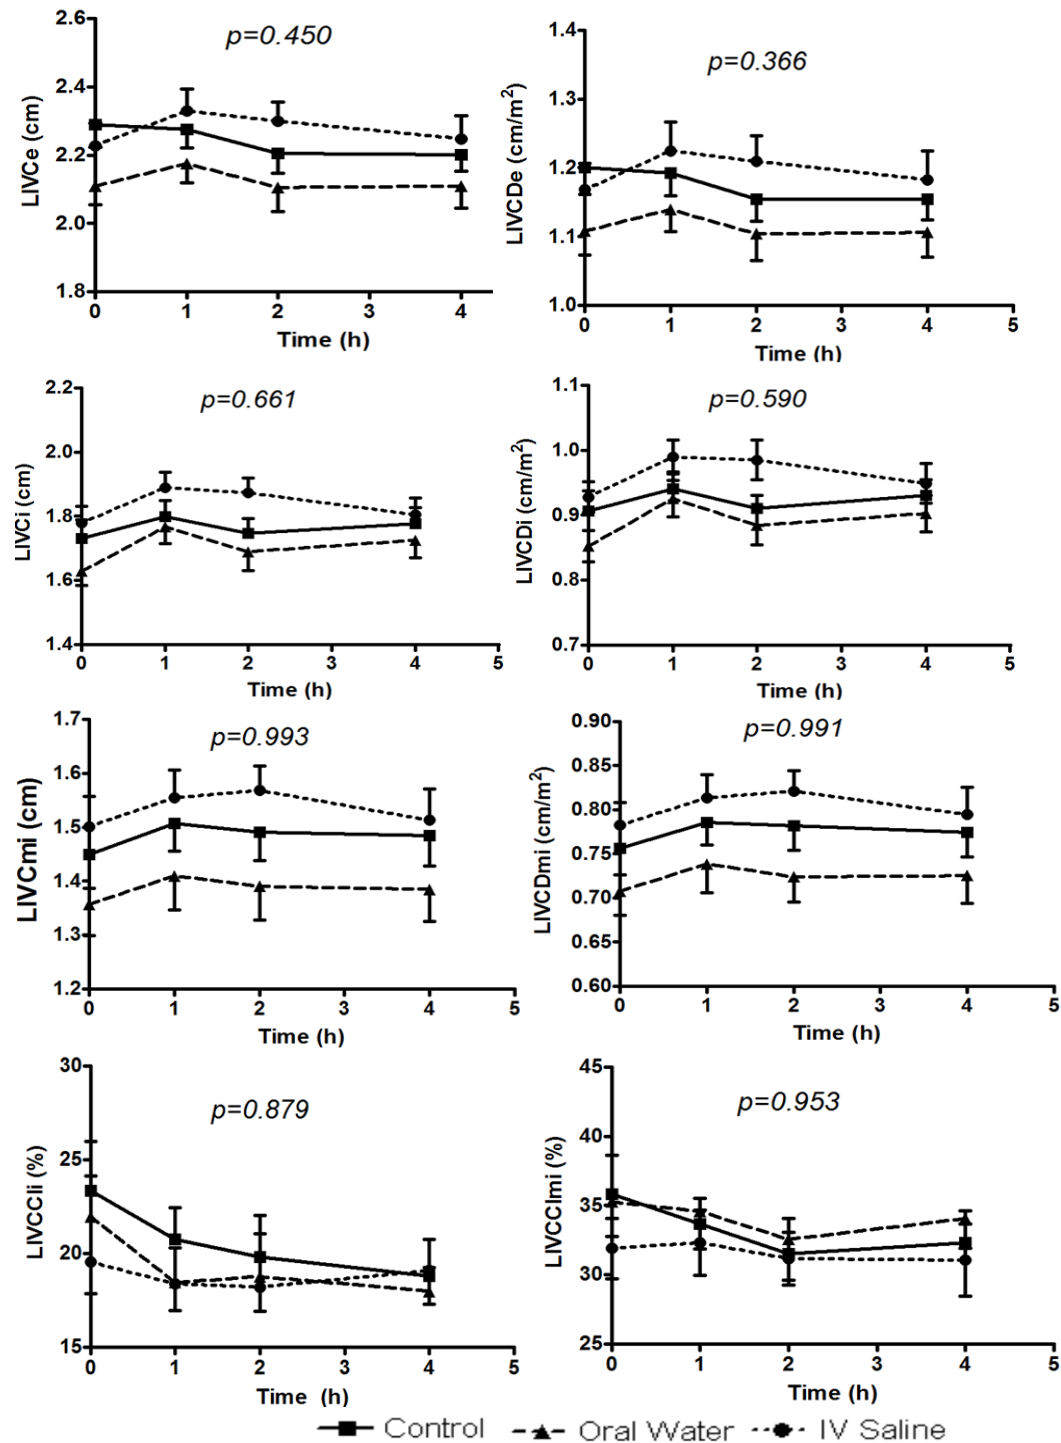 p=0.450
LIVCe (cm)
2.6
2.4
2.2
2.0
1.8
0 1 2 3 4
Time (h)
p=0.366
LIVCDe (cm/m²)
1.4
1.3
1.2
1.1
1.0
0 1 2 3 4 5
Time (h)
p=0.661
LIVCi (cm)
2.2
2.0
1.8
1.6
1.4
0 1 2 3 4 5
Time (h)
p=0.590
LIVCDi (cm/m²)
1.1
1.0
0.9
0.8
0.7
0 1 2 3 4 5
Time (h)
p=0.993
LIVCmi (cm)
1.7
1.6
1.5
1.4
1.3
1.2
0 1 2 3 4 5
Time (h)
p=0.991
LIVCDmi (cm/m²)
0.90
0.85
0.80
0.75
0.70
0.65
0.60
0 1 2 3 4 5
Time (h)
p=0.879
LIVCCIi (%)
30
25
20
15
0 1 2 3 4 5
Time (h)
p=0.953
LIVCCImi (%)
45
40
35
30
25
0 1 2 3 4 5
Time (h)
Control Oral Water IV Saline